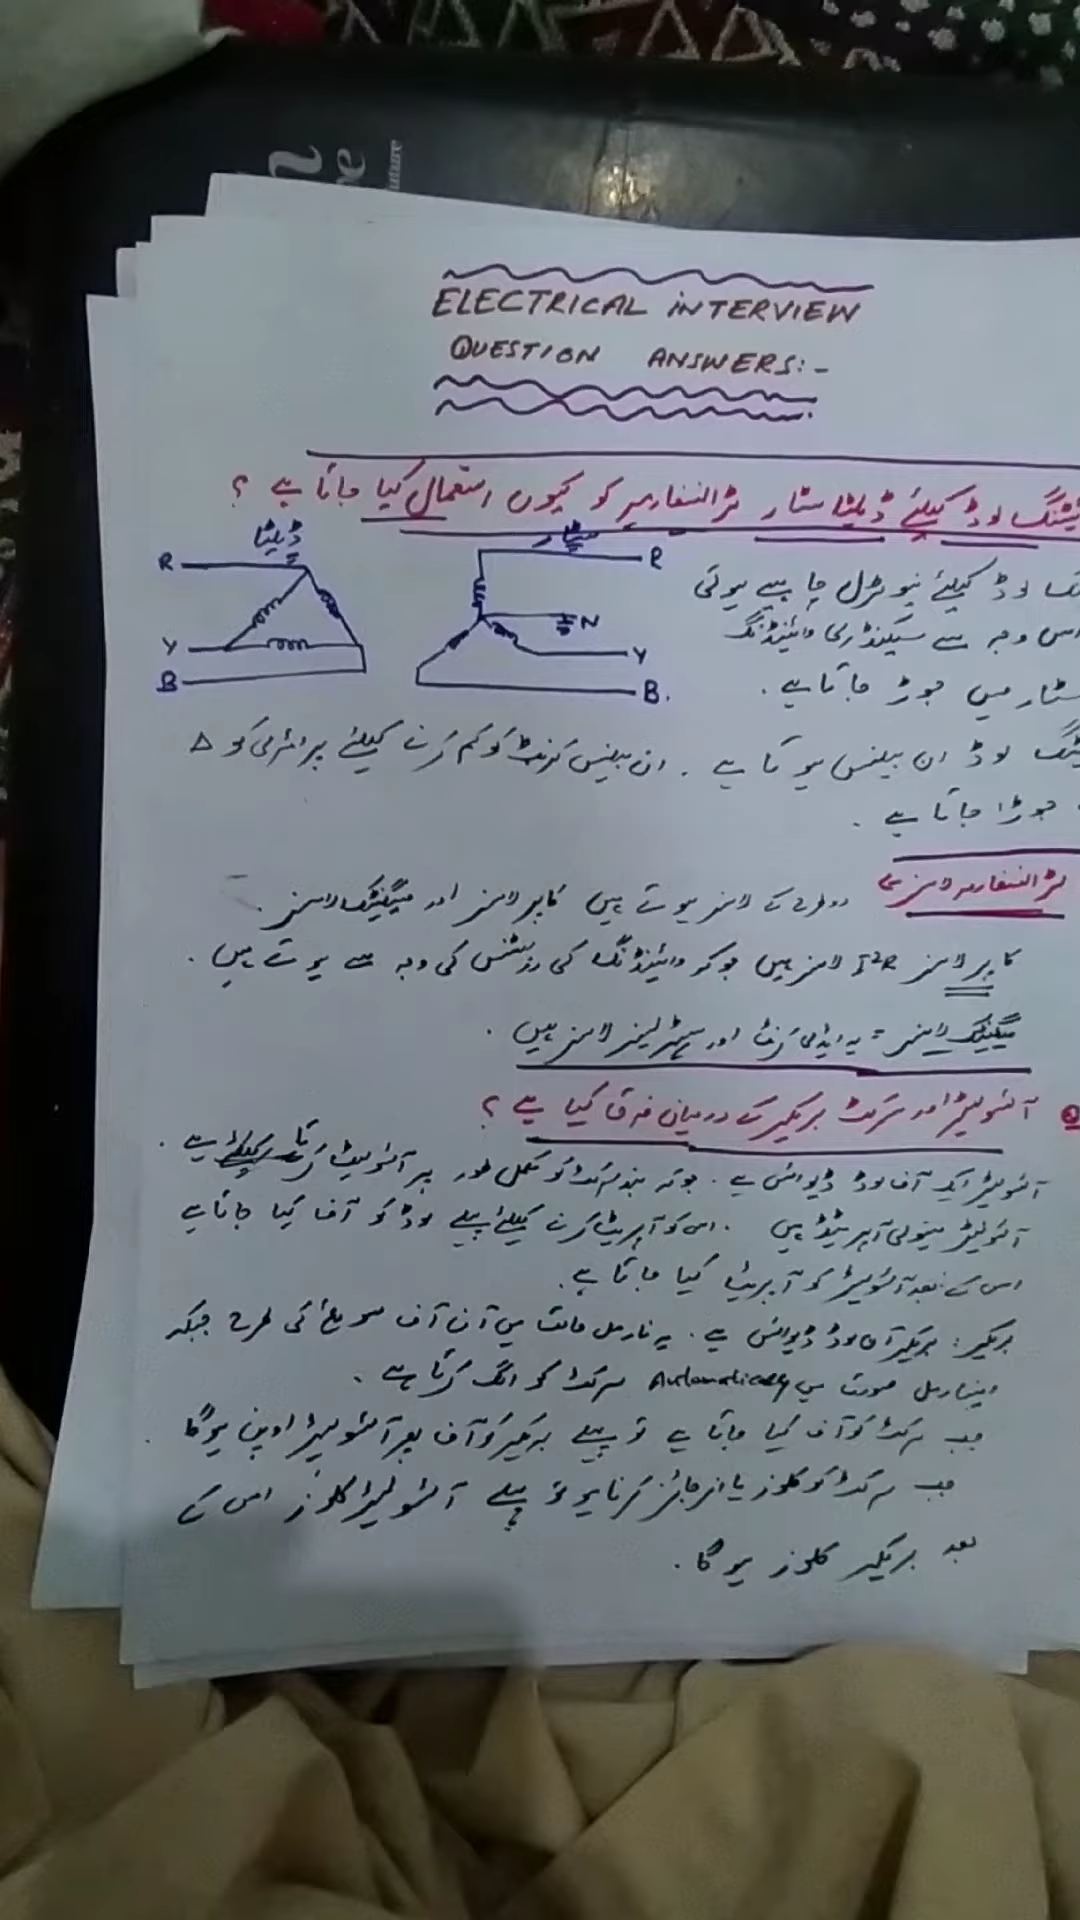 uture
ELECTRICAL INTERVIEW
QUESTION ANSWERS:-
لوڈ کیلئے ڈیلٹا سٹار ٹرانسفارمر کو کیوں استعمال کیا جاتا ہے ؟
ڈیلٹا
سٹار
R
Y
B
R
N
Y
B.
لوڈ کیلئے نیوٹرل چاہیے ہوتی
اس وجہ سے سیکنڈری وائینڈنگ
سٹار میں جوڑا جاتا ہے .
لوڈ ان بیلنس ہوتا ہے . ان بیلنس کرنٹ کو کم کرنے کیلئے پرائمری کو Δ
جوڑا جاتا ہے .
ٹرانسفارمر لاسز دو طرح کے لاسز ہوتے ہیں کاپر لاسز اور میگنیٹک لاسز .
کاپر لاسز I²R لاسز ہیں جو کہ وائینڈنگ کی رزسٹنس کی وجہ سے ہوتے ہیں .
میگنیٹک لاسز = یہ ایڈی کرنٹ اور ہسٹریسز لاسز ہیں .
آئسولیٹر اور سرکٹ بریکر کے درمیان فرق کیا ہے ؟
آئسولیٹر ایک آف لوڈ ڈیوائس ہے . جو کہ سرکٹ کو مکمل طور پر آئسولیٹ کرتا ہے .
آئسولیٹر مینولی آپریٹڈ ہیں . اس کو آپریٹ کرنے کیلئے پہلے لوڈ کو آف کیا جاتا ہے
اس کے بعد آئسولیٹر کو آپریٹ کیا جاتا ہے .
بریکر : بریکر آن لوڈ ڈیوائس ہے . یہ نارمل حالت میں آن آف سوئچ کی طرح جبکہ
ابنارمل صورت میں Automaticaly سرکٹ کو الگ کرتا ہے .
جب سرکٹ کو آف کیا جاتا ہے تو پہلے بریکر کو آف پھر آئسولیٹر اوپن ہوگا .
جب سرکٹ کو کلوز یا انرجائز کرنا ہو تو پہلے آئسولیٹر کلوز اس کے
بعد بریکر کلوز ہوگا .